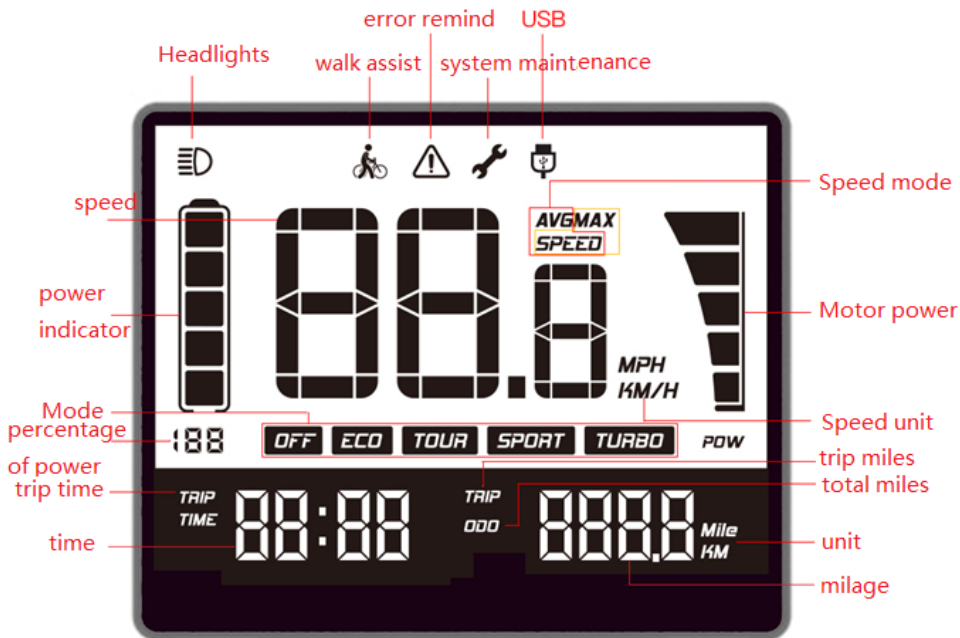 error remind
USB
Headlights
walk assist
system maintenance
Speed mode
speed
AVGMAX
SPEED
88.8
power
indicator
Motor power
MPH
KM/H
Mode
Speed unit
percentage
188
OFF ECO TOUR SPORT TURBO
POW
of power
trip miles
trip time
TRIP
TIME
88:88
TRIP
ODO
total miles
888.8
Mile
KM
time
unit
milage